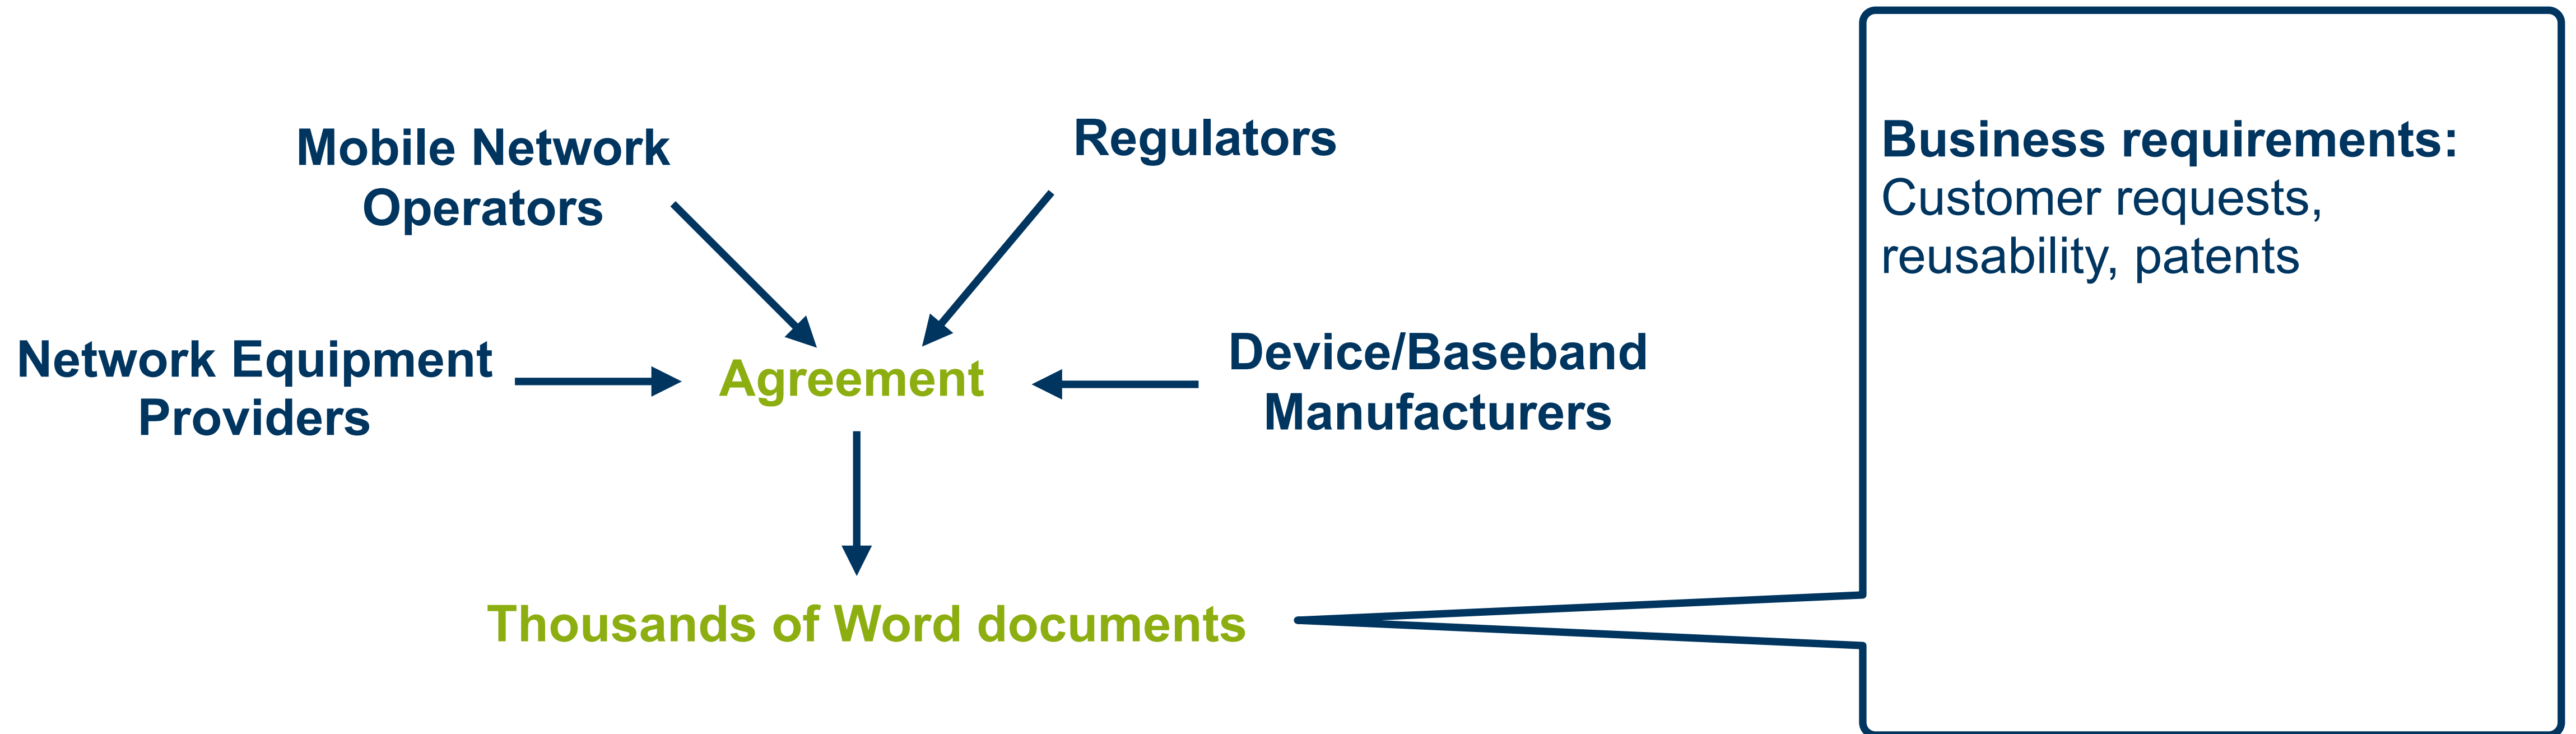 Mobile Network
Operators
Regulators
Network Equipment
Providers
Agreement
Device/Baseband
Manufacturers
Thousands of Word documents
Business requirements:
Customer requests,
reusability, patents